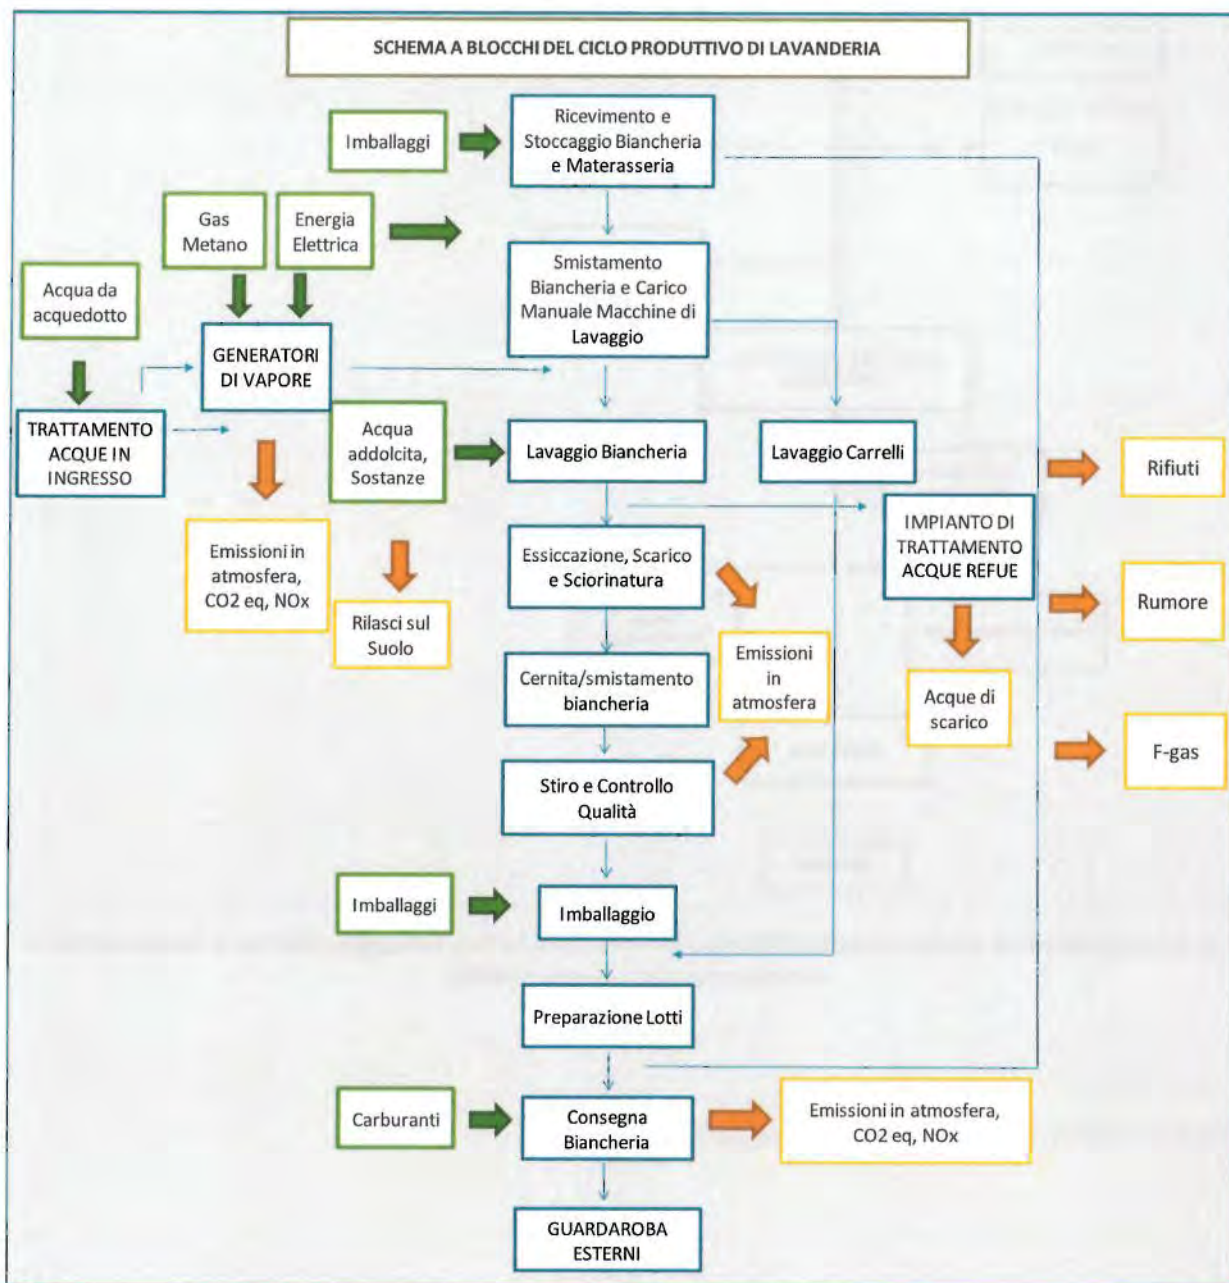 SCHEMA A BLOCCHI DEL CICLO PRODUTTIVO DI LAVANDERIA
Imballaggi
Ricevimento e
Stoccaggio Biancheria
e Materasseria
Gas
Metano
Energia
Elettrica
Smistamento
Biancheria e Carico
Manuale Macchine di
Lavaggio
Acqua da
acquedotto
GENERATORI
DI VAPORE
TRATTAMENTO
ACQUE IN
INGRESSO
Acqua
addolcita,
Sostanze
Lavaggio Biancheria
Lavaggio Carrelli
Rifiuti
Emissioni in
atmosfera,
CO2 eq, NOx
Rilasci sul
Suolo
Essiccazione, Scarico
e Sciorinatura
IMPIANTO DI
TRATTAMENTO
ACQUE REFUE
Rumore
Cernita/smistamento
biancheria
Emissioni
in
atmosfera
Acque di
scarico
F-gas
Stiro e Controllo
Qualità
Imballaggi
Imballaggio
Preparazione Lotti
Carburanti
Consegna
Biancheria
Emissioni in atmosfera,
CO2 eq, NOx
GUARDAROBA
ESTERNI